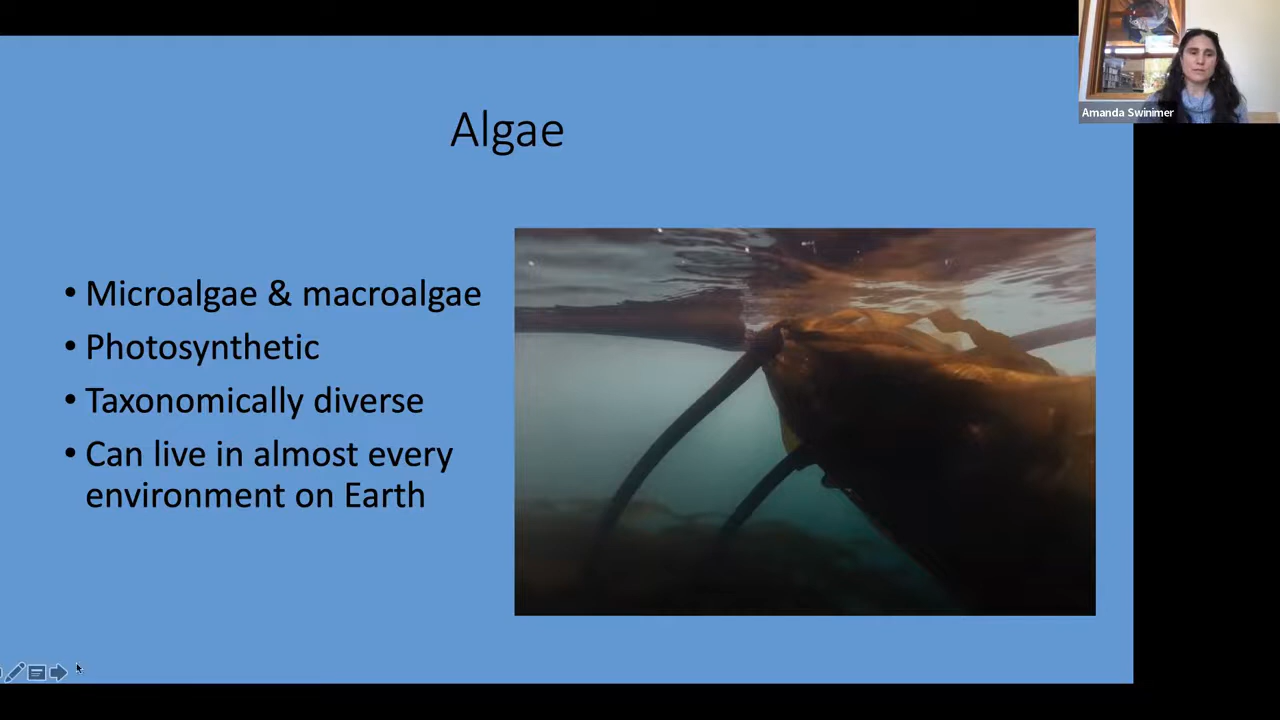 Amanda Swinimer
Algae
• Microalgae & macroalgae
• Photosynthetic
• Taxonomically diverse
• Can live in almost every
environment on Earth